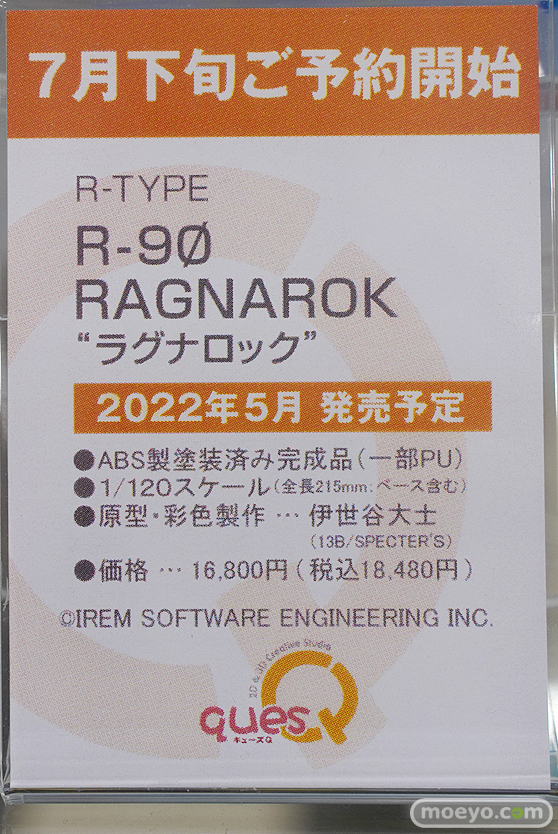 7月下旬ご予約開始
R-TYPE
R-9Ø
RAGNAROK
“ラグナロック”
2022年5月 発売予定
●ABS製塗装済み完成品(一部PU)
●1/120スケール(全長215mm:ベース含む)
●原型・彩色製作 … 伊世谷大士
(13B/SPECTER'S)
●価格 … 16,800円(税込18,480円)
©IREM SOFTWARE ENGINEERING INC.
2D & 3D Creative Studio
quesQ
キューズQ
moeyo.com